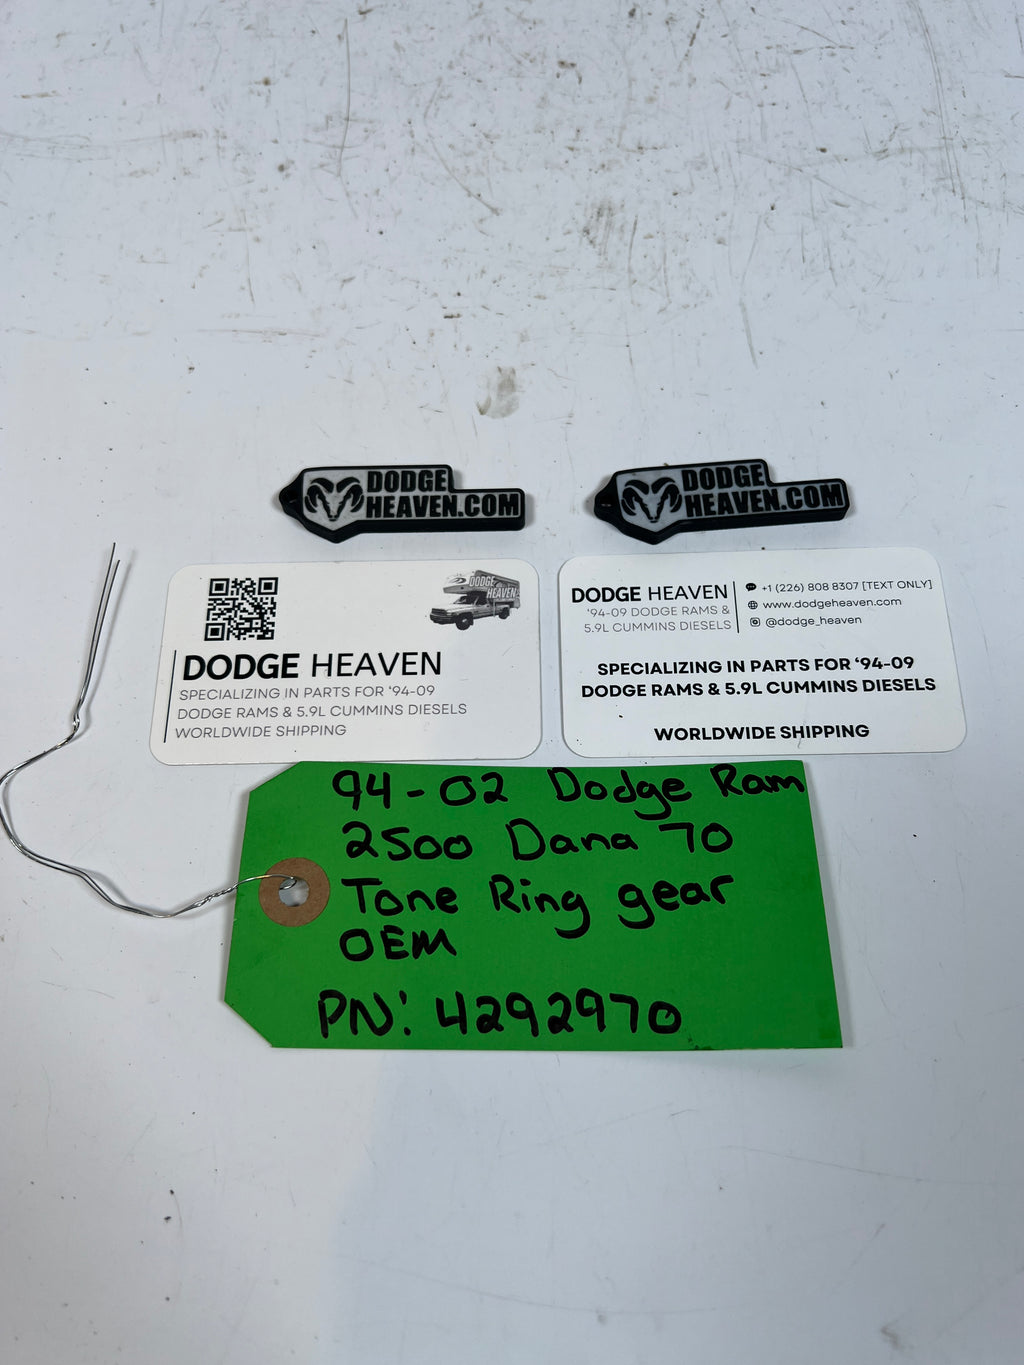 DODGE
HEAVEN.COM
DODGE
HEAVEN.COM
DODGE
HEAVEN
DODGE HEAVEN
SPECIALIZING IN PARTS FOR ‘94-09
DODGE RAMS & 5.9L CUMMINS DIESELS
WORLDWIDE SHIPPING
DODGE HEAVEN
‘94-09 DODGE RAMS &
5.9L CUMMINS DIESELS
+1 (226) 808 8307 [TEXT ONLY]
www.dodgeheaven.com
@dodge_heaven
SPECIALIZING IN PARTS FOR ‘94-09
DODGE RAMS & 5.9L CUMMINS DIESELS
WORLDWIDE SHIPPING
94-02 Dodge Ram
2500 Dana 70
Tone Ring gear
OEM
PN: 4292970